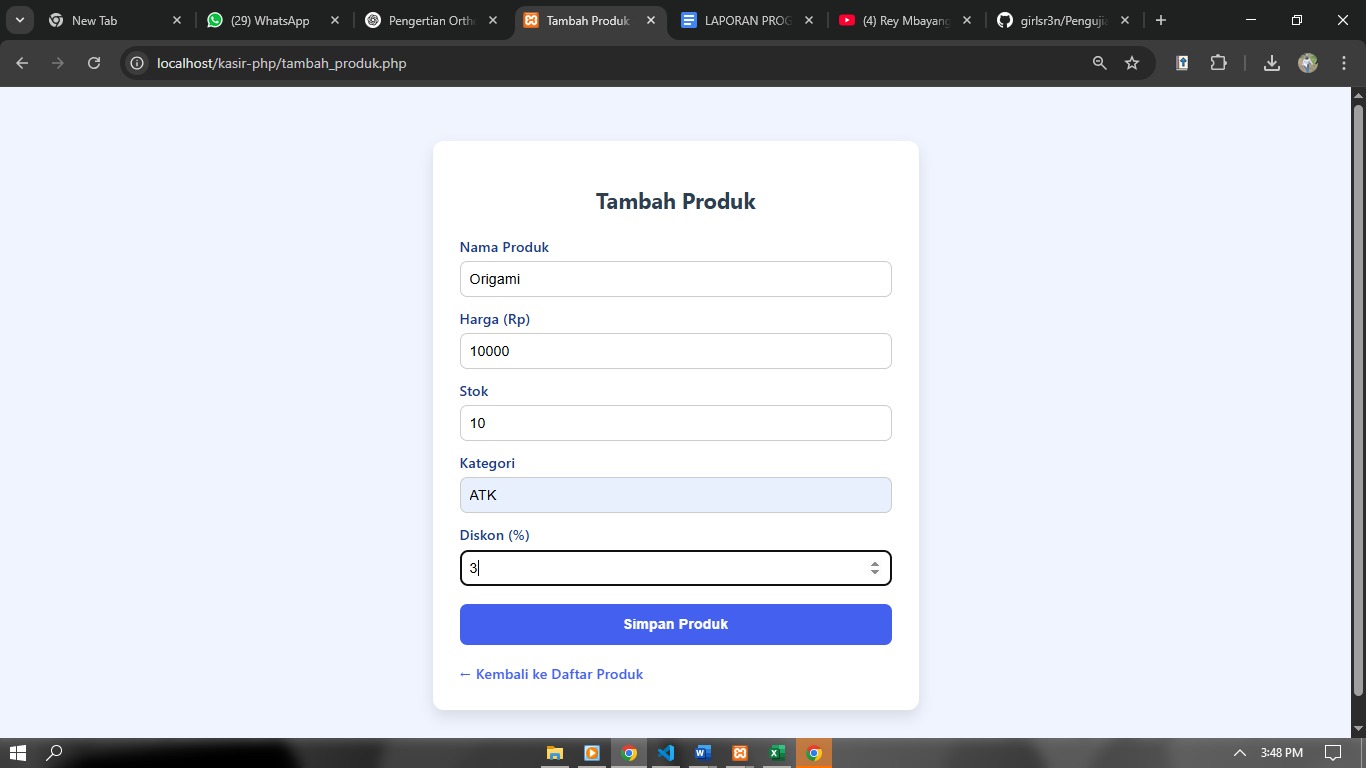 New Tab
(29) WhatsApp
Pengertian Orthe
Tambah Produk
LAPORAN PROG
(4) Rey Mbayang
girlsr3n/Pengujia
localhost/kasir-php/tambah_produk.php
Tambah Produk
Nama Produk
Origami
Harga (Rp)
10000
Stok
10
Kategori
ATK
Diskon (%)
3
Simpan Produk
← Kembali ke Daftar Produk
3:48 PM